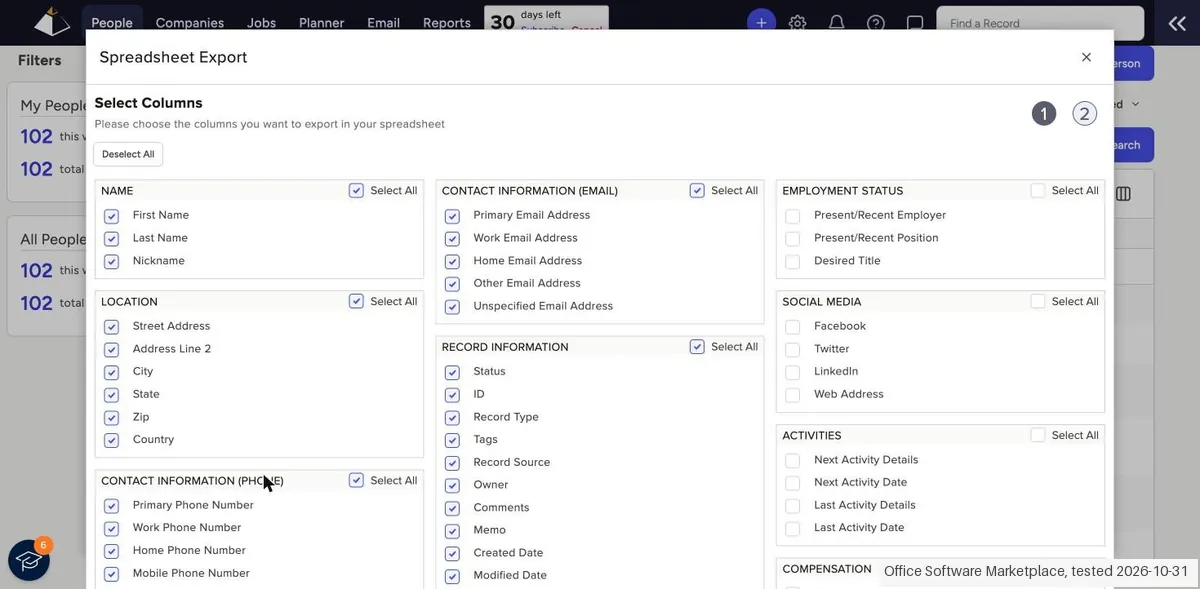 People Companies Jobs Planner Email Reports
30 days left
Find a Record
Filters
My People
102 this
102 total
All People
102 this
102 total
6
Spreadsheet Export
Select Columns
Please choose the columns you want to export in your spreadsheet
1 2
Deselect All
NAME Select All
First Name
Last Name
Nickname
LOCATION Select All
Street Address
Address Line 2
City
State
Zip
Country
CONTACT INFORMATION (PHONE) Select All
Primary Phone Number
Work Phone Number
Home Phone Number
Mobile Phone Number
CONTACT INFORMATION (EMAIL) Select All
Primary Email Address
Work Email Address
Home Email Address
Other Email Address
Unspecified Email Address
RECORD INFORMATION Select All
Status
ID
Record Type
Tags
Record Source
Owner
Comments
Memo
Created Date
Modified Date
EMPLOYMENT STATUS Select All
Present/Recent Employer
Present/Recent Position
Desired Title
SOCIAL MEDIA Select All
Facebook
Twitter
LinkedIn
Web Address
ACTIVITIES Select All
Next Activity Details
Next Activity Date
Last Activity Details
Last Activity Date
COMPENSATION
erson
ed
earch
Office Software Marketplace, tested 2026-10-31